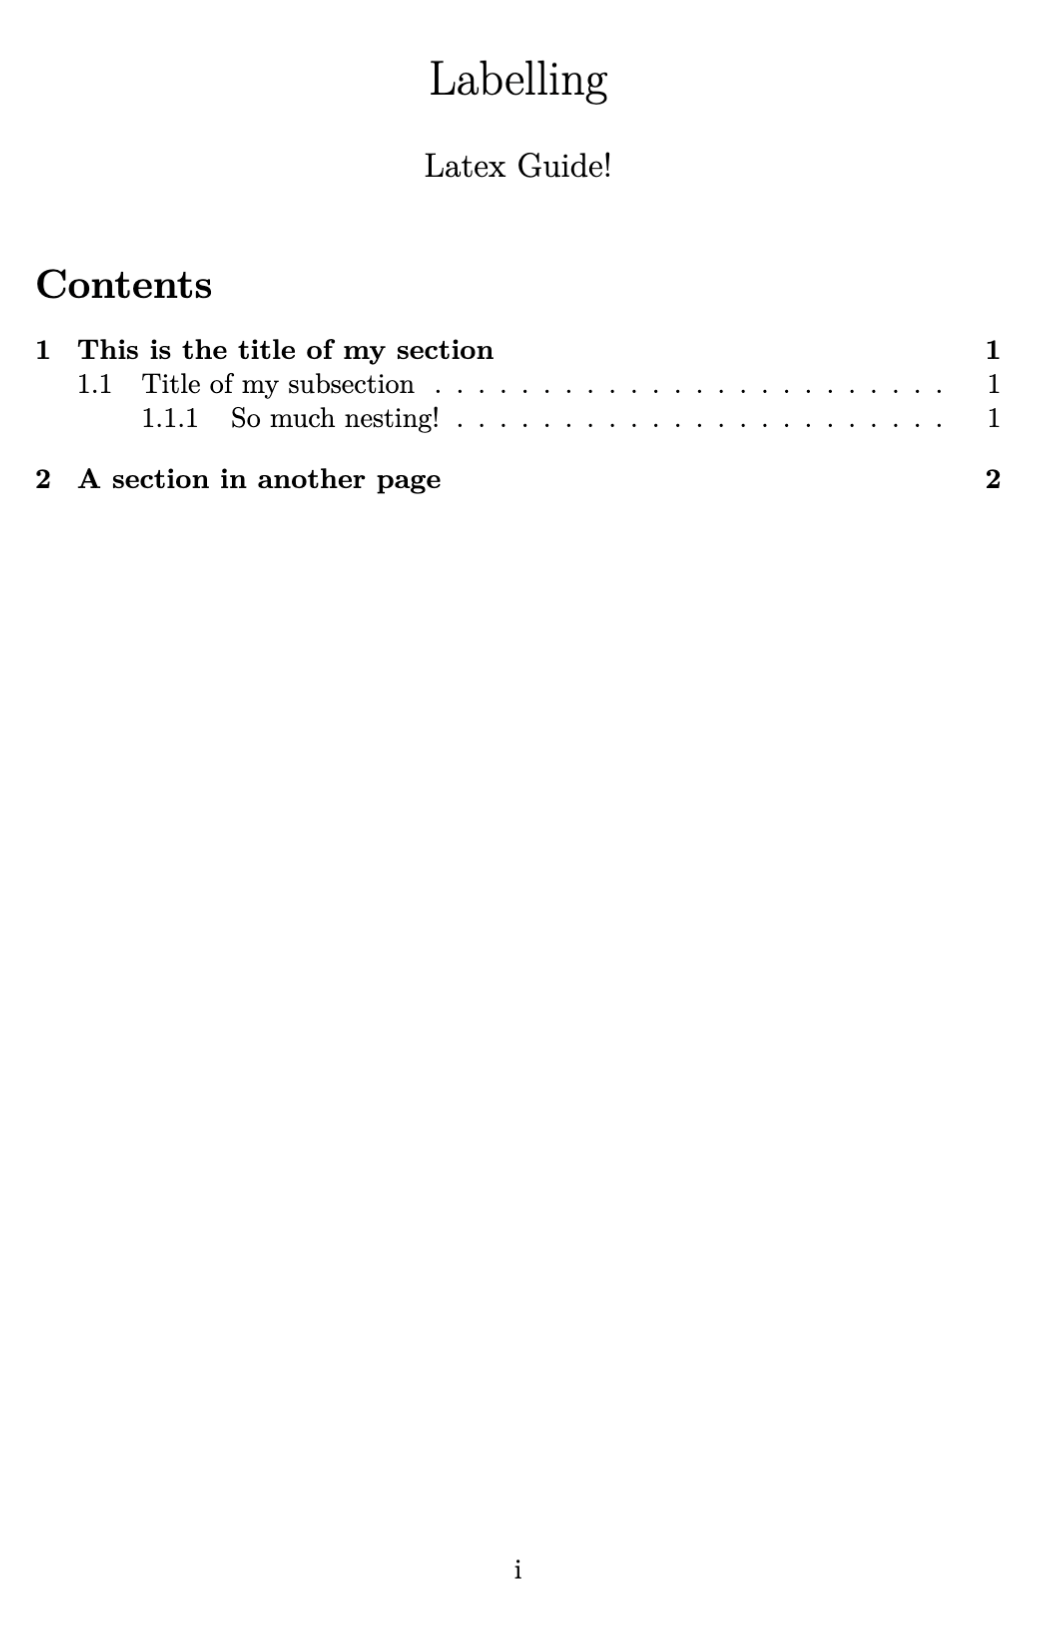 Labelling
Latex Guide!
Contents
1 This is the title of my section 1
1.1 Title of my subsection . . . . . . . . . . . . . . . . . . . . . . . . 1
1.1.1 So much nesting! . . . . . . . . . . . . . . . . . . . . . . . 1
2 A section in another page 2
i